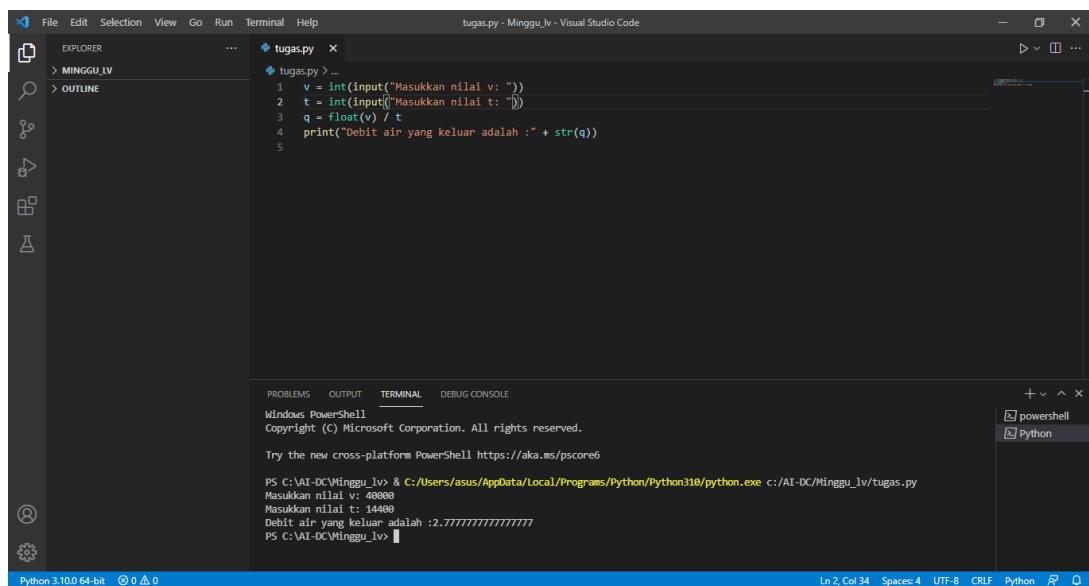 File Edit Selection View Go Run Terminal Help
tugas.py - Minggu_lv - Visual Studio Code
EXPLORER
MINGGU_LV
OUTLINE
tugas.py
tugas.py > ...
1 v = int(input("Masukkan nilai v: "))
2 t = int(input("Masukkan nilai t: "))
3 q = float(v) / t
4 print("Debit air yang keluar adalah :" + str(q))
5
PROBLEMS OUTPUT TERMINAL DEBUG CONSOLE
Windows PowerShell
Copyright (C) Microsoft Corporation. All rights reserved.
Try the new cross-platform PowerShell https://aka.ms/pscore6
PS C:\AI-DC\Minggu_lv> & C:/Users/asus/AppData/Local/Programs/Python/Python310/python.exe c:/AI-DC/Minggu_lv/tugas.py
Masukkan nilai v: 40000
Masukkan nilai t: 14400
Debit air yang keluar adalah :2.7777777777777777
PS C:\AI-DC\Minggu_lv>
powershell
Python
Python 3.10.0 64-bit 0 0
Ln 2, Col 34 Spaces: 4 UTF-8 CRLF Python